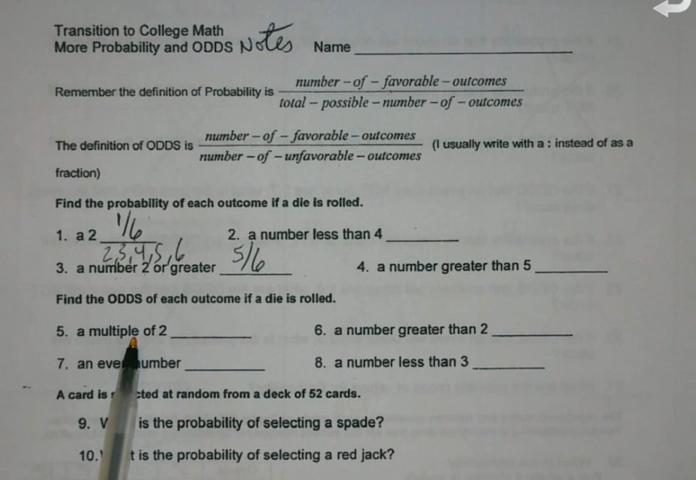 Transition to College Math
More Probability and ODDS Notes Name
Remember the definition of Probability is number – of – favorable – outcomes
total – possible – number – of – outcomes
The definition of ODDS is number – of – favorable – outcomes (I usually write with a : instead of as a
number – of – unfavorable – outcomes
fraction)
Find the probability of each outcome if a die is rolled.
1. a 2 1/6 2. a number less than 4
2,3,4,5,6
3. a number 2 or greater 5/6 4. a number greater than 5
Find the ODDS of each outcome if a die is rolled.
5. a multiple of 2 6. a number greater than 2
7. an even number 8. a number less than 3
A card is at random from a deck of 52 cards.
9. is the probability of selecting a spade?
10. is the probability of selecting a red jack?